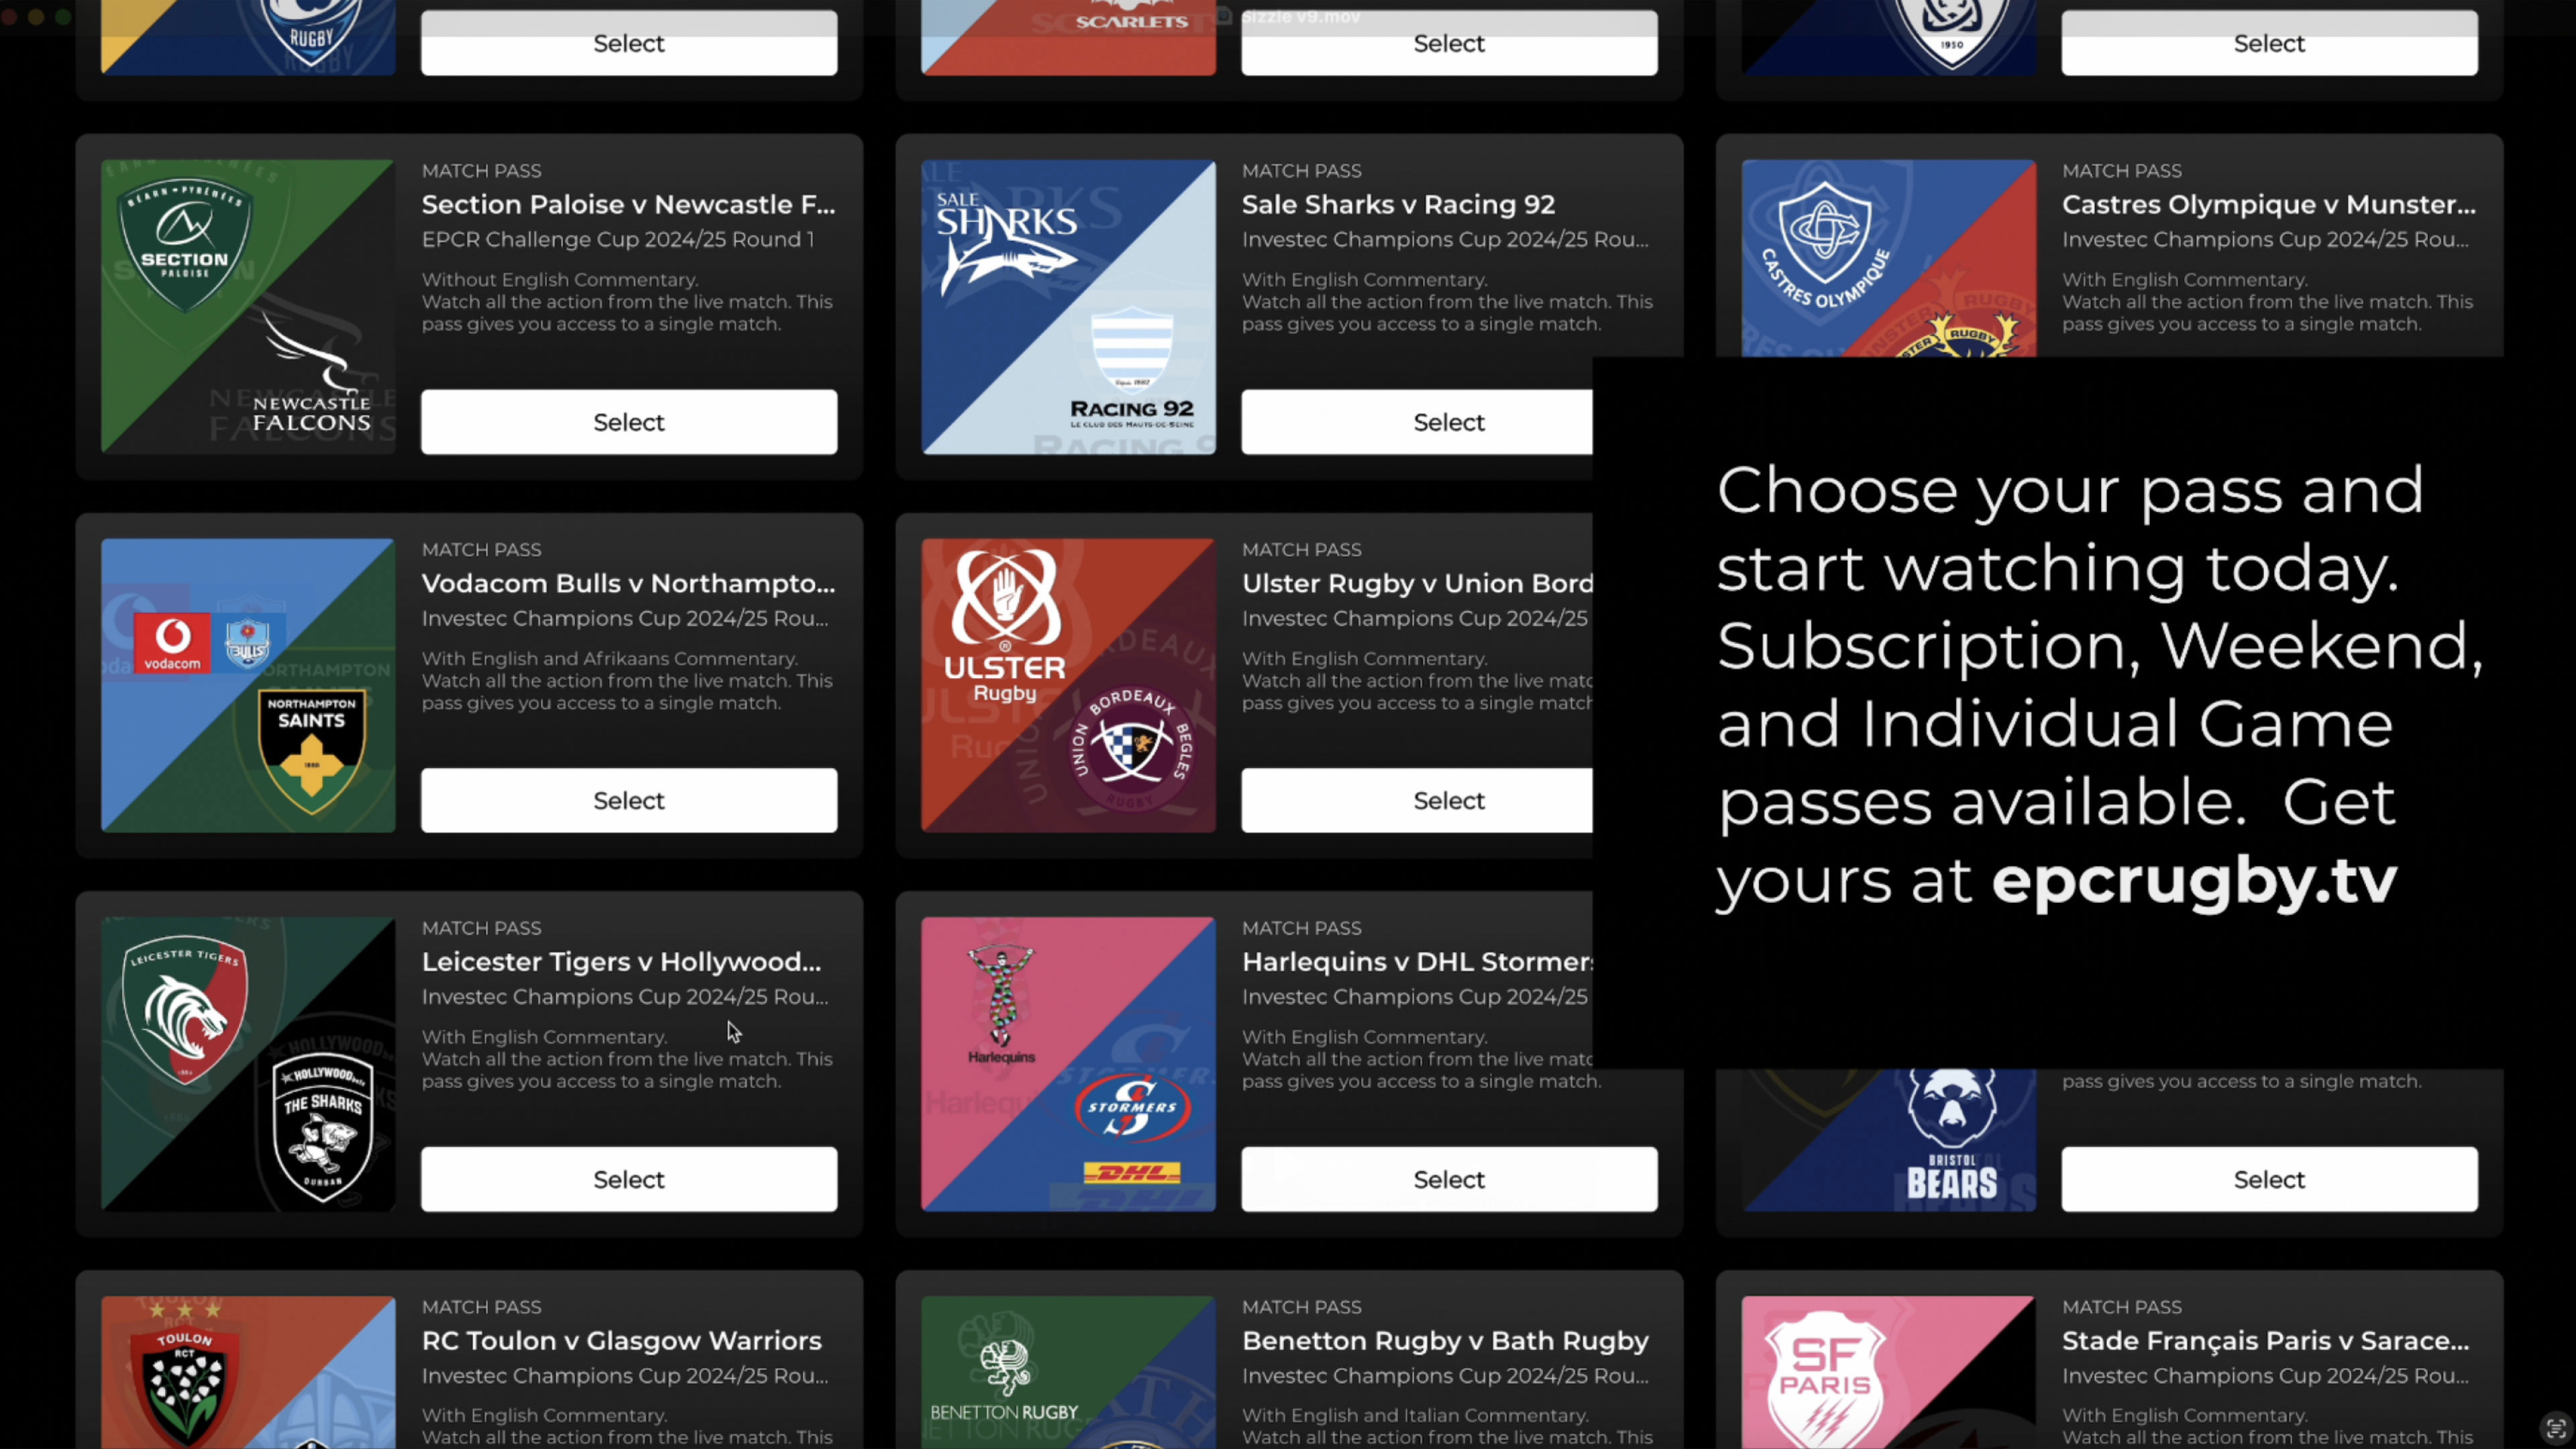 RUGBY
Select
SCARLETS
Sizzle v9.mov
Select
1950
Select
BÉARN • PYRÉNÉES
SECTION
PALOISE
NEWCASTLE
FALCONS
MATCH PASS
Section Paloise v Newcastle F...
EPCR Challenge Cup 2024/25 Round 1
Without English Commentary.
Watch all the action from the live match. This
pass gives you access to a single match.
Select
SALE
SHARKS
Depuis 1882
RACING 92
LE CLUB DES HAUTS-DE-SEINE
MATCH PASS
Sale Sharks v Racing 92
Investec Champions Cup 2024/25 Rou...
With English Commentary.
Watch all the action from the live match. This
pass gives you access to a single match.
Select
CASTRES OLYMPIQUE
RUGBY
MATCH PASS
Castres Olympique v Munster...
Investec Champions Cup 2024/25 Rou...
With English Commentary.
Watch all the action from the live match. This
pass gives you access to a single match.
vodacom
BULLS
NORTHAMPTON
SAINTS
MATCH PASS
Vodacom Bulls v Northampto...
Investec Champions Cup 2024/25 Rou...
With English and Afrikaans Commentary.
Watch all the action from the live match. This
pass gives you access to a single match.
Select
ULSTER
Rugby
UNION BORDEAUX BEGLES
RUGBY
MATCH PASS
Ulster Rugby v Union Bord
Investec Champions Cup 2024/25
With English Commentary.
Watch all the action from the live matc
pass gives you access to a single match
Select
Choose your pass and
start watching today.
Subscription, Weekend,
and Individual Game
passes available. Get
yours at epcrugby.tv
LEICESTER TIGERS
HOLLYWOODbets
THE SHARKS
DURBAN
MATCH PASS
Leicester Tigers v Hollywood...
Investec Champions Cup 2024/25 Rou...
With English Commentary.
Watch all the action from the live match. This
pass gives you access to a single match.
Select
Harlequins
STORMERS
DHL
MATCH PASS
Harlequins v DHL Stormers
Investec Champions Cup 2024/25
With English Commentary.
Watch all the action from the live matc
pass gives you access to a single match.
Select
BRISTOL
BEARS
pass gives you access to a single match.
Select
TOULON
RCT
MATCH PASS
RC Toulon v Glasgow Warriors
Investec Champions Cup 2024/25 Rou...
With English Commentary.
Watch all the action from the live match. This
BENETTON RUGBY
MATCH PASS
Benetton Rugby v Bath Rugby
Investec Champions Cup 2024/25 Rou...
With English and Italian Commentary.
Watch all the action from the live match. This
SF
PARIS
MATCH PASS
Stade Français Paris v Sarace...
Investec Champions Cup 2024/25 Rou...
With English Commentary.
Watch all the action from the live match. This